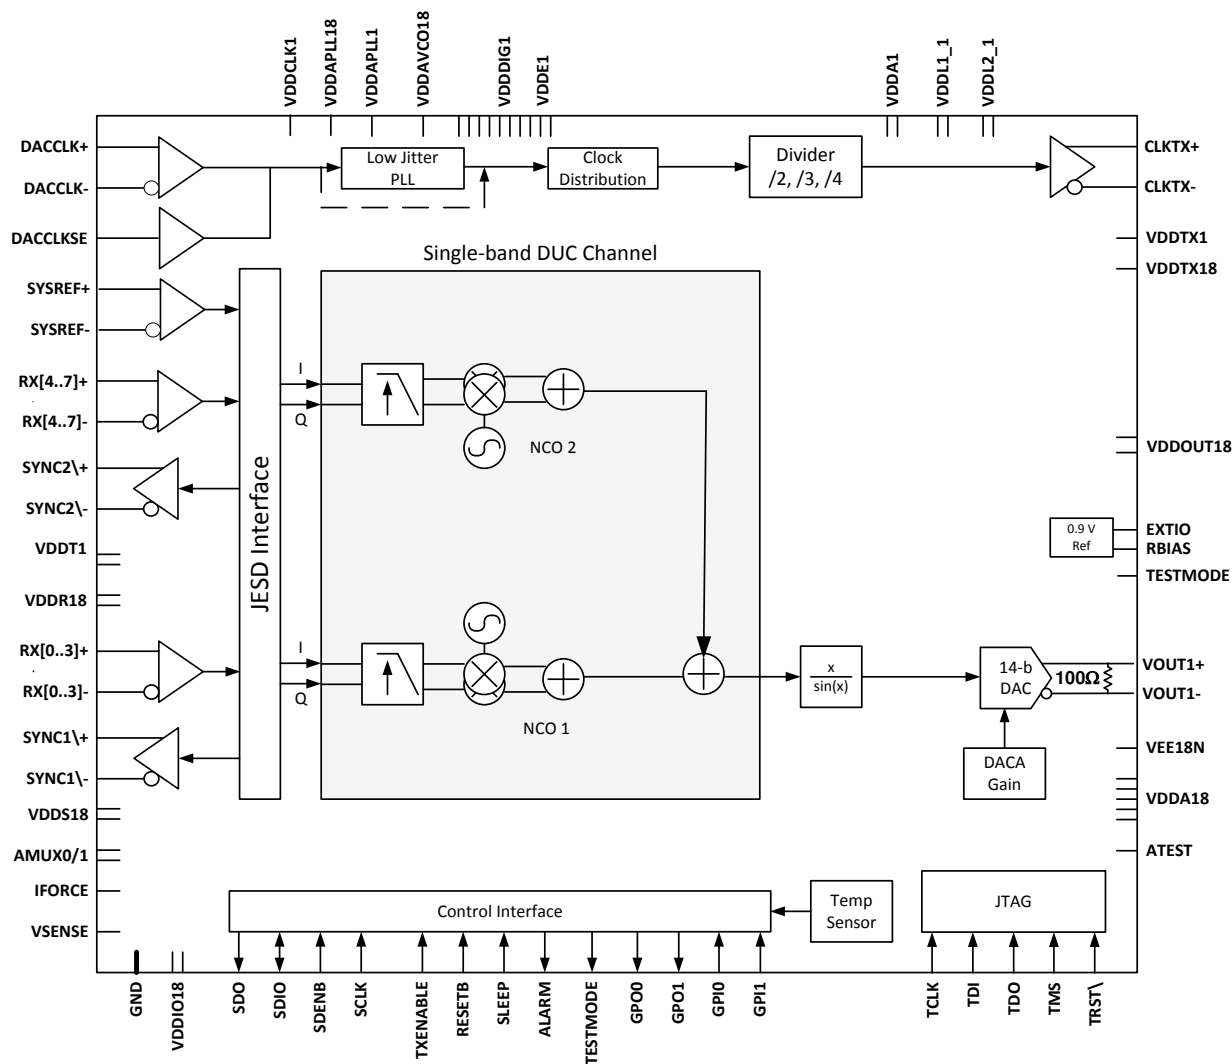 VDDCLK1
VDDAPLL18
VDDAPLL1
VDDAVCO18
VDDDIG1
VDDE1
VDDA1
VDDL1_1
VDDL2_1
DACCLK+
DACCLK-
DACCLKSE
SYSREF+
SYSREF-
RX[4..7]+
RX[4..7]-
SYNC2\+
SYNC2\-
VDDT1
VDDR18
RX[0..3]+
RX[0..3]-
SYNC1\+
SYNC1\-
VDDS18
AMUX0/1
IFORCE
VSENSE
Low Jitter
PLL
Clock
Distribution
Divider
/2, /3, /4
Single-band DUC Channel
JESD Interface
I
Q
NCO 2
I
Q
NCO 1
x
sin(x)
14-b
DAC
100Ω
DACA
Gain
0.9 V
Ref
CLKTX+
CLKTX-
VDDTX1
VDDTX18
VDDOUT18
EXTIO
RBIAS
TESTMODE
VOUT1+
VOUT1-
VEE18N
VDDA18
ATEST
Control Interface
Temp
Sensor
JTAG
GND
VDDIO18
SDO
SDIO
SDENB
SCLK
TXENABLE
RESETB
SLEEP
ALARM
TESTMODE
GPO0
GPO1
GPI0
GPI1
TCLK
TDI
TDO
TMS
TRST\